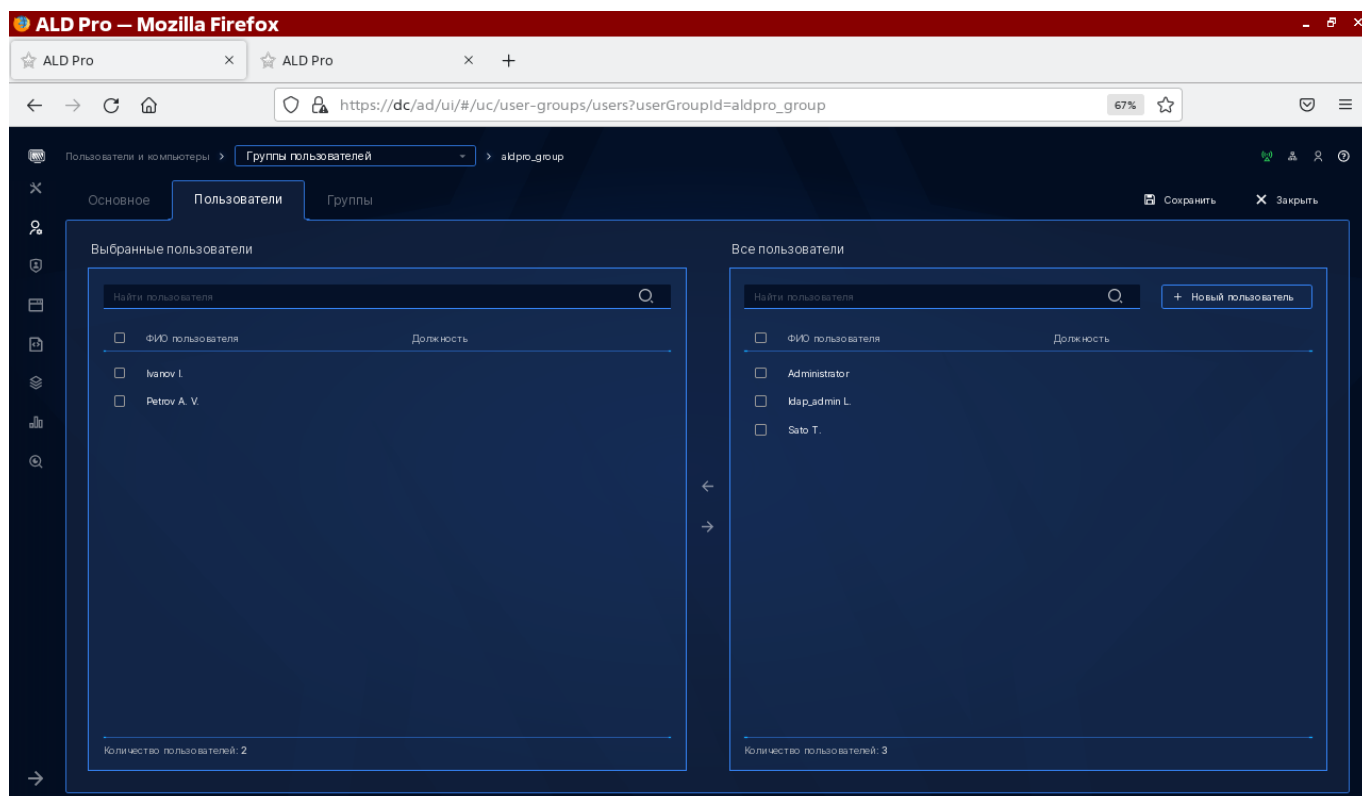 ALD Pro — Mozilla Firefox
ALD Pro
ALD Pro
https://dc/ad/ui/#/uc/user-groups/users?userGroupId=aldpro_group
67%
Пользователи и компьютеры > Группы пользователей > aldpro_group
Основное
Пользователи
Группы
Сохранить
Закрыть
Выбранные пользователи
Найти пользователя
ФИО пользователя Должность
Ivanov I.
Petrov A. V.
Количество пользователей: 2
Все пользователи
Найти пользователя
+ Новый пользователь
ФИО пользователя Должность
Administrator
ldap_admin L.
Sato T.
Количество пользователей: 3